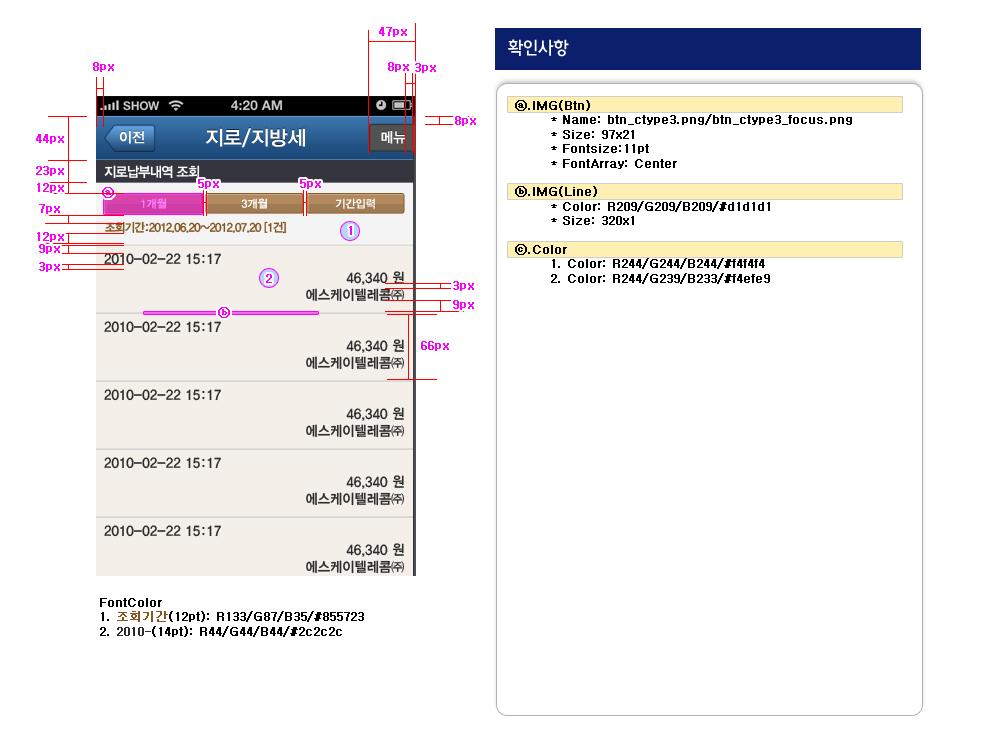 47px
8px
8px
3px
SHOW
4:20 AM
8px
44px
이전
지로/지방세
메뉴
23px
지로납부내역 조회
12px
5px
5px
ⓐ
1개월
3개월
기간입력
7px
조회기간:2012.06.20~2012.07.20 [1건]
1
12px
9px
3px
2010-02-22 15:17
2
46,340 원
에스케이텔레콤㈜
3px
9px
ⓑ
2010-02-22 15:17
66px
46,340 원
에스케이텔레콤㈜
2010-02-22 15:17
46,340 원
에스케이텔레콤㈜
2010-02-22 15:17
46,340 원
에스케이텔레콤㈜
2010-02-22 15:17
46,340 원
에스케이텔레콤㈜
FontColor
1. 조회기간(12pt): R133/G87/B35/#855723
2. 2010-(14pt): R44/G44/B44/#2c2c2c
확인사항
ⓐ.IMG(Btn)
* Name: btn_ctype3.png/btn_ctype3_focus.png
* Size: 97x21
* Fontsize:11pt
* FontArray: Center
ⓑ.IMG(Line)
* Color: R209/G209/B209/#d1d1d1
* Size: 320x1
ⓒ.Color
1. Color: R244/G244/B244/#f4f4f4
2. Color: R244/G239/B233/#f4efe9